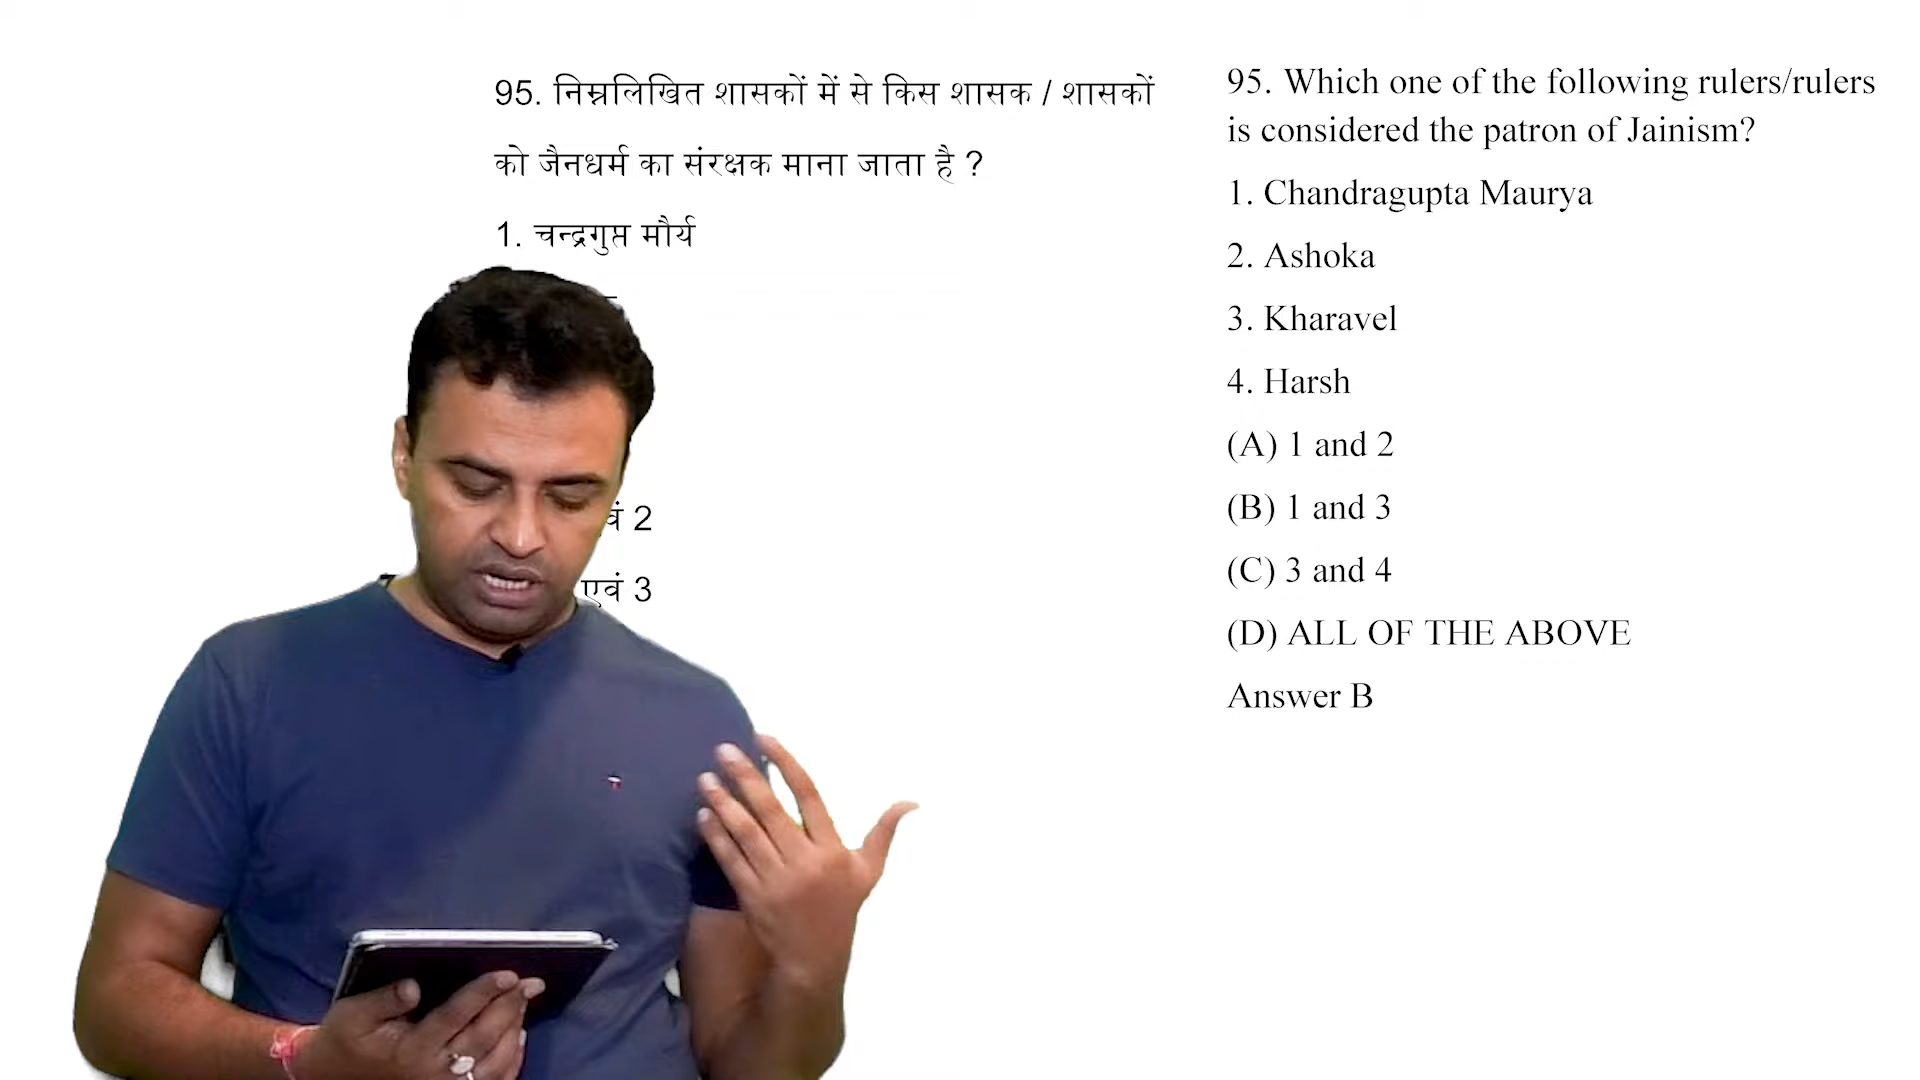 95. निम्नलिखित शासकों में से किस शासक / शासकों
को जैनधर्म का संरक्षक माना जाता है ?
1. चन्द्रगुप्त मौर्य
2
एवं 3
95. Which one of the following rulers/rulers
is considered the patron of Jainism?
1. Chandragupta Maurya
2. Ashoka
3. Kharavel
4. Harsh
(A) 1 and 2
(B) 1 and 3
(C) 3 and 4
(D) ALL OF THE ABOVE
Answer B